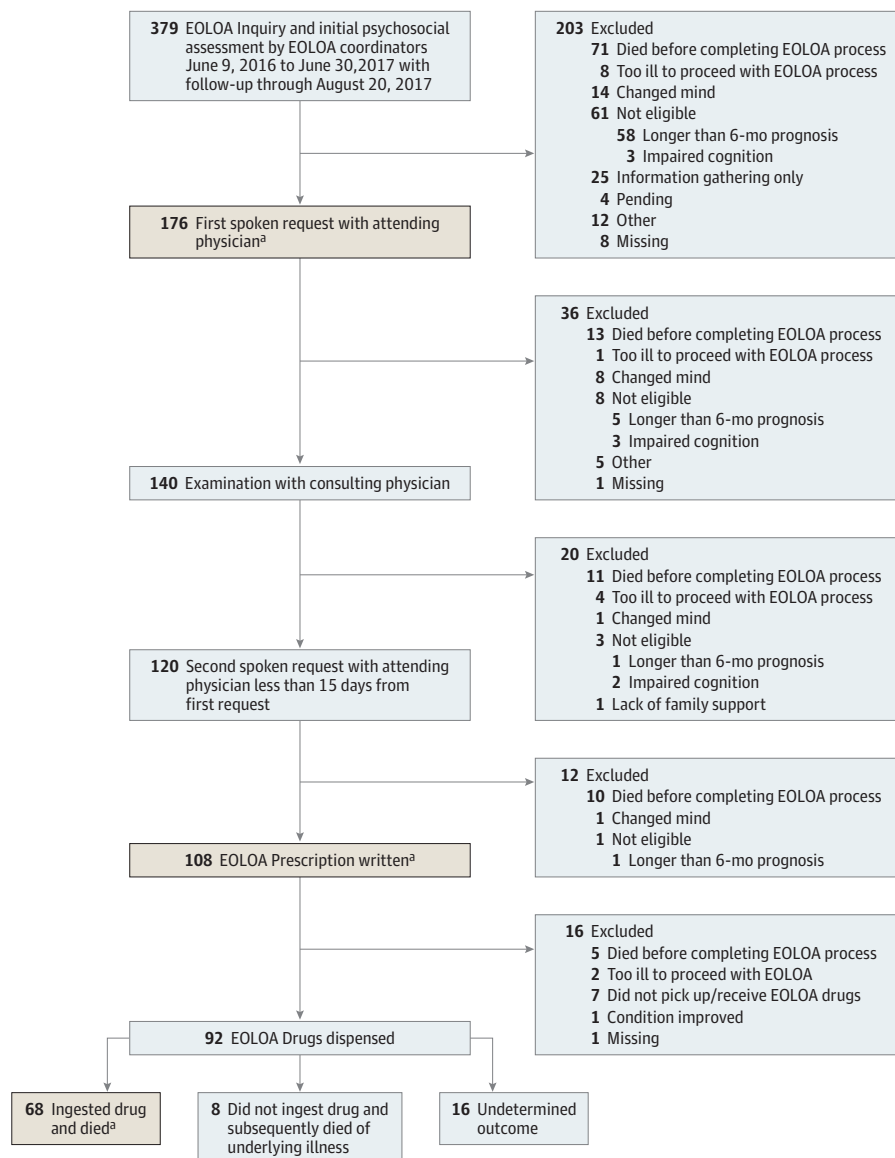 379 EOLOA Inquiry and initial psychosocial
assessment by EOLOA coordinators
June 9, 2016 to June 30,2017 with
follow-up through August 20, 2017
203 Excluded
71 Died before completing EOLOA process
8 Too ill to proceed with EOLOA process
14 Changed mind
61 Not eligible
58 Longer than 6-mo prognosis
3 Impaired cognition
25 Information gathering only
4 Pending
12 Other
8 Missing
176 First spoken request with attending
physicianᵃ
36 Excluded
13 Died before completing EOLOA process
1 Too ill to proceed with EOLOA process
8 Changed mind
8 Not eligible
5 Longer than 6-mo prognosis
3 Impaired cognition
5 Other
1 Missing
140 Examination with consulting physician
20 Excluded
11 Died before completing EOLOA process
4 Too ill to proceed with EOLOA process
1 Changed mind
3 Not eligible
1 Longer than 6-mo prognosis
2 Impaired cognition
1 Lack of family support
120 Second spoken request with attending
physician less than 15 days from
first request
12 Excluded
10 Died before completing EOLOA process
1 Changed mind
1 Not eligible
1 Longer than 6-mo prognosis
108 EOLOA Prescription writtenᵃ
16 Excluded
5 Died before completing EOLOA process
2 Too ill to proceed with EOLOA
7 Did not pick up/receive EOLOA drugs
1 Condition improved
1 Missing
92 EOLOA Drugs dispensed
68 Ingested drug
and diedᵃ
8 Did not ingest drug and
subsequently died of
underlying illness
16 Undetermined
outcome